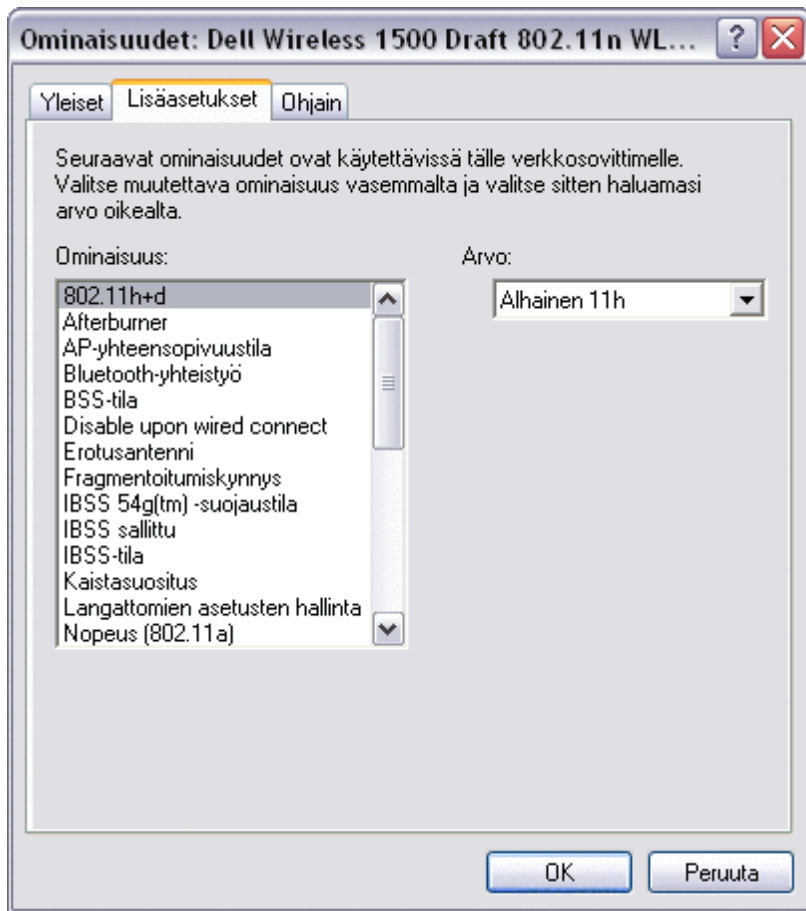 Ominaisuudet: Dell Wireless 1500 Draft 802.11n WL...
Yleiset Lisäasetukset Ohjain
Seuraavat ominaisuudet ovat käytettävissä tälle verkkosovittimelle.
Valitse muutettava ominaisuus vasemmalta ja valitse sitten haluamasi
arvo oikealta.
Ominaisuus:
802.11h+d
Afterburner
AP-yhteensopivuustila
Bluetooth-yhteistyö
BSS-tila
Disable upon wired connect
Erotusantenni
Fragmentoitumiskynnys
IBSS 54g(tm) -suojaustila
IBSS sallittu
IBSS-tila
Kaistasuositus
Langattomien asetusten hallinta
Nopeus (802.11a)
Arvo:
Alhainen 11h
OK Peruuta